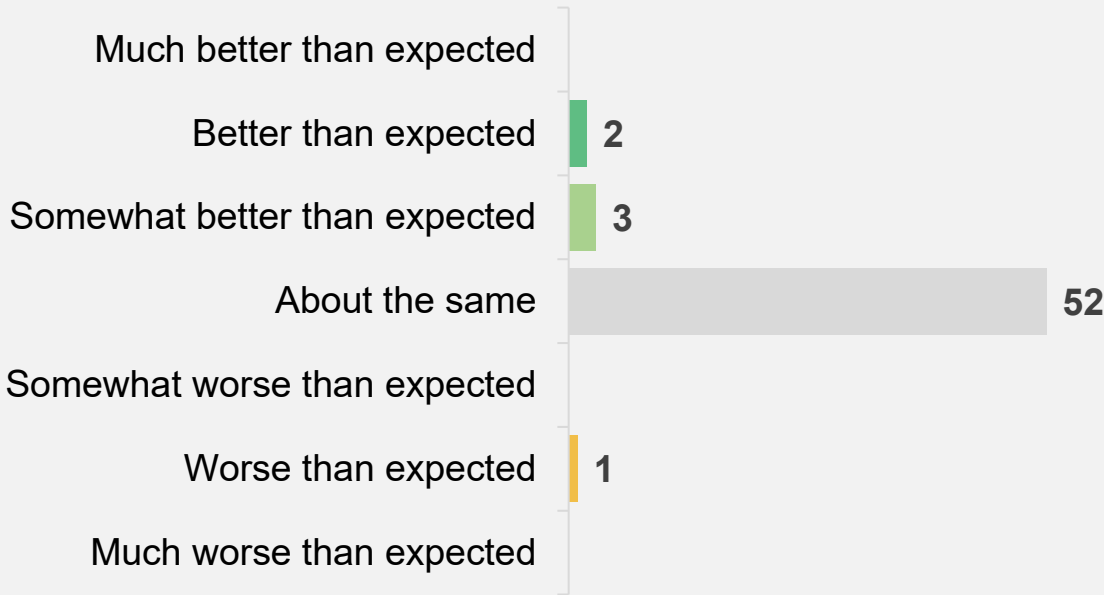 Much better than expected
Better than expected 2
Somewhat better than expected 3
About the same 52
Somewhat worse than expected
Worse than expected 1
Much worse than expected